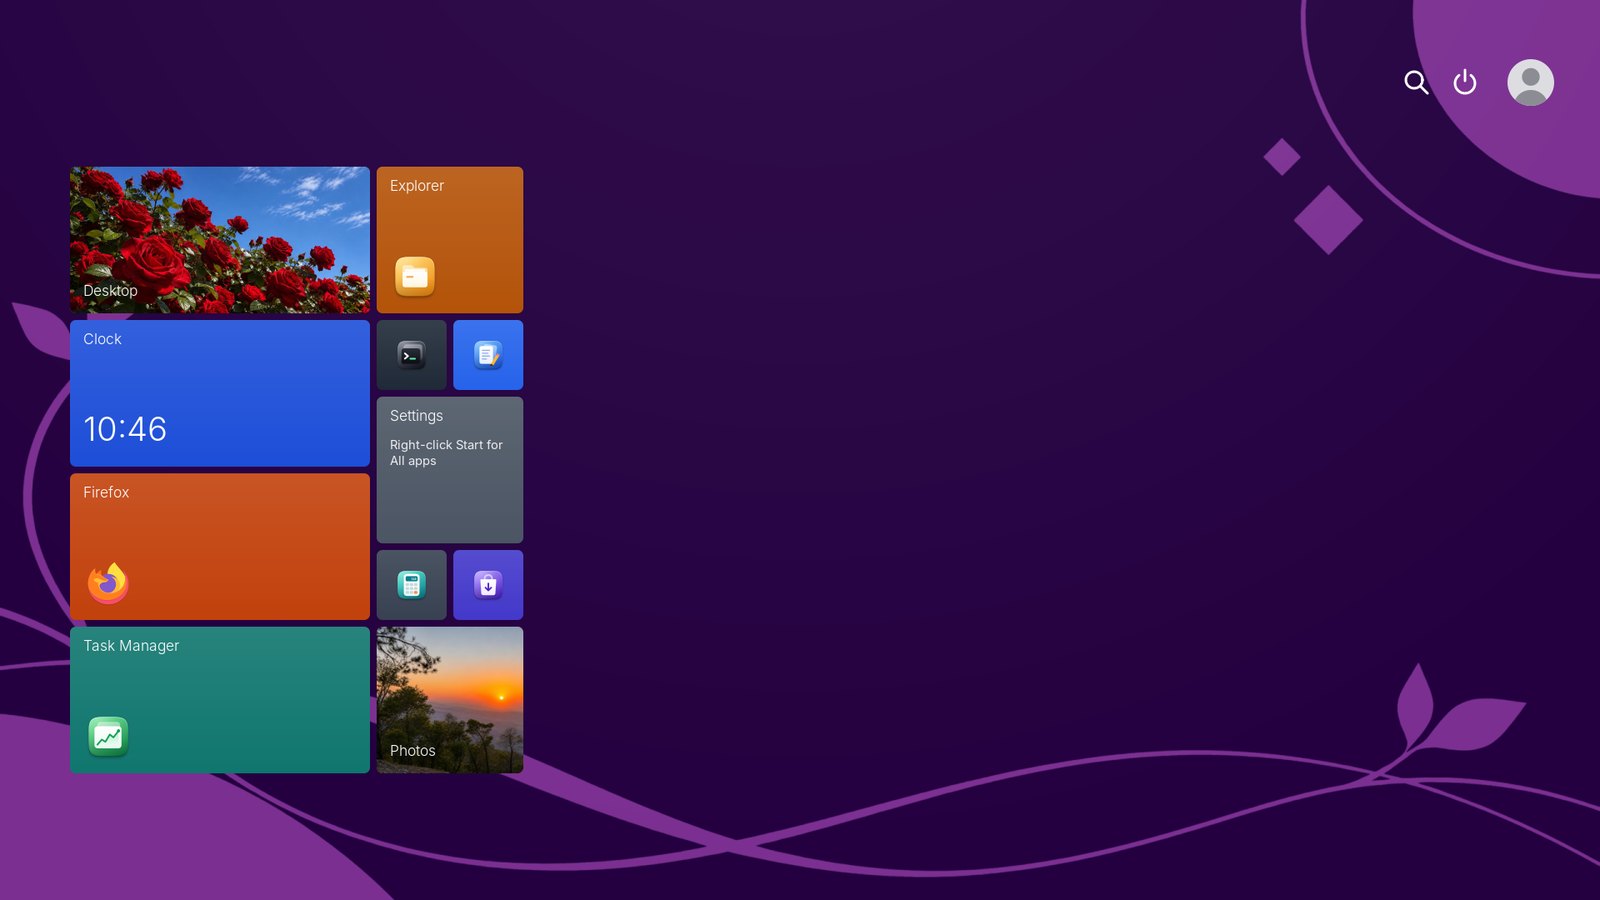 Desktop
Explorer
Clock
10:46
Settings
Right-click Start for
All apps
Firefox
Task Manager
Photos